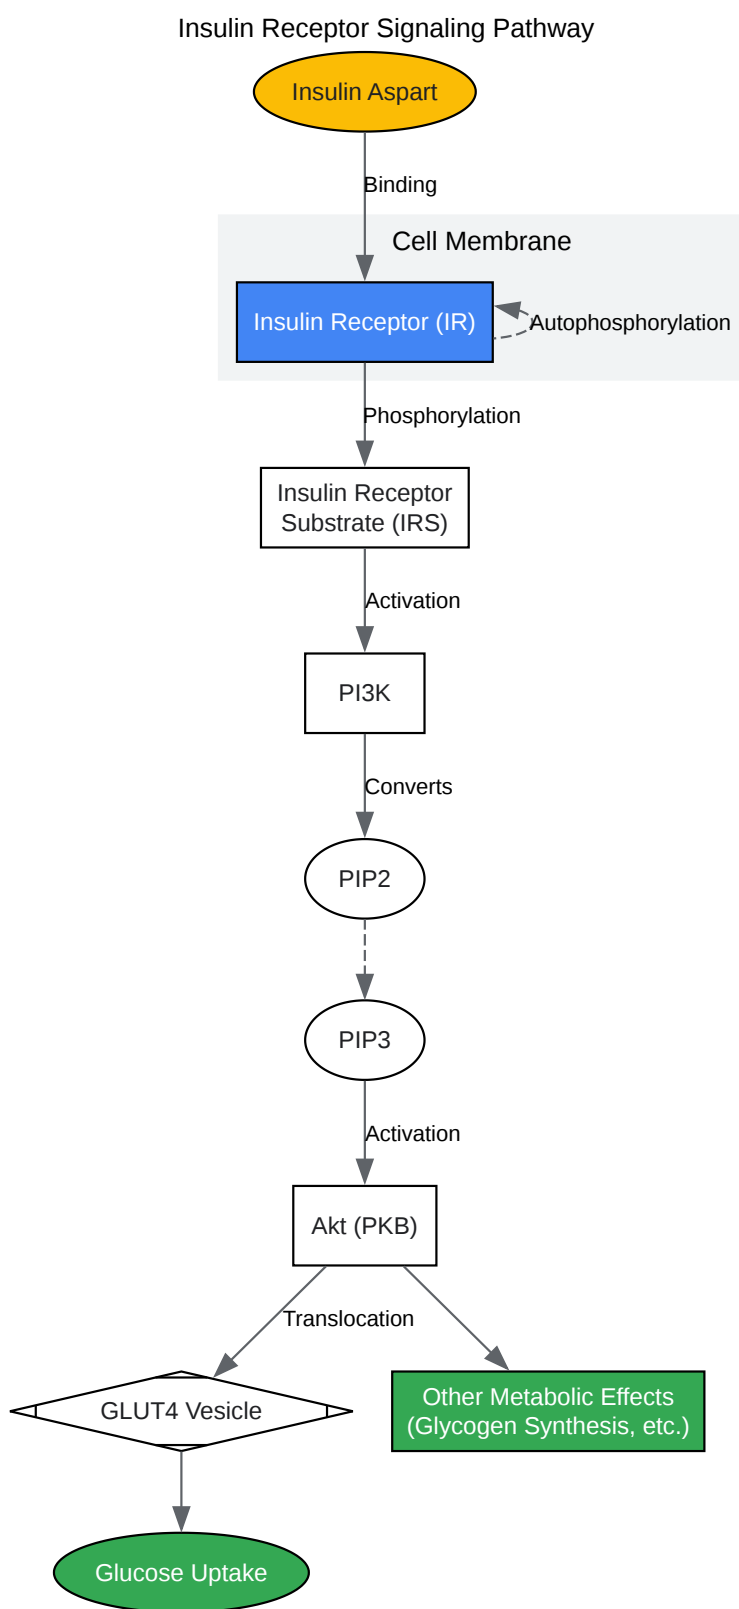 Insulin Receptor Signaling Pathway
Insulin Aspart
Binding
Cell Membrane
Insulin Receptor (IR)
Autophosphorylation
Phosphorylation
Insulin Receptor
Substrate (IRS)
Activation
PI3K
Converts
PIP2
PIP3
Activation
Akt (PKB)
Translocation
GLUT4 Vesicle
Other Metabolic Effects
(Glycogen Synthesis, etc.)
Glucose Uptake